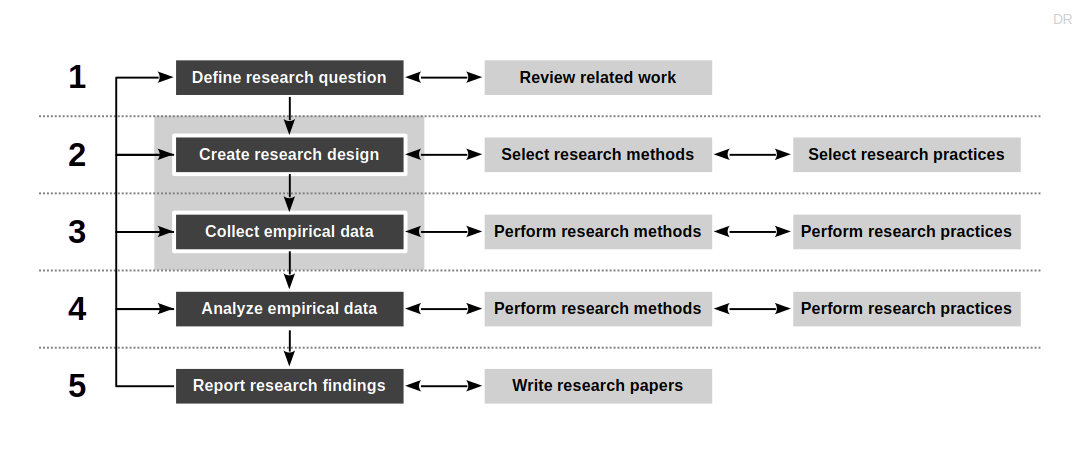 DR
1
Define research question
Review related work
2
Create research design
Select research methods
Select research practices
3
Collect empirical data
Perform research methods
Perform research practices
4
Analyze empirical data
Perform research methods
Perform research practices
5
Report research findings
Write research papers